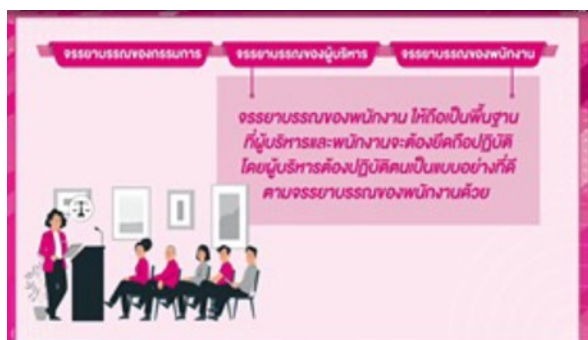 จรรยาบรรณของกรรมการ
จรรยาบรรณของผู้บริหาร
จรรยาบรรณของพนักงาน
จรรยาบรรณของพนักงาน ให้ถือเป็นพื้นฐาน
ที่ผู้บริหารและพนักงานจะต้องยึดถือปฏิบัติ
โดยผู้บริหารต้องปฏิบัติตนเป็นแบบอย่างที่ดี
ตามจรรยาบรรณของพนักงานด้วย